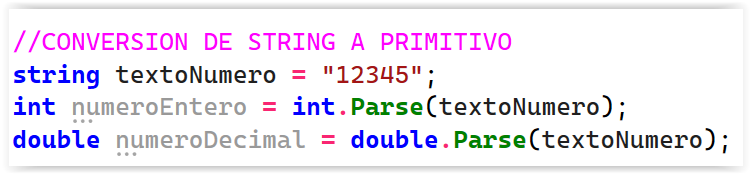 //CONVERSION DE STRING A PRIMITIVO
string textoNumero = "12345";
int numeroEntero = int.Parse(textoNumero);
double numeroDecimal = double.Parse(textoNumero);